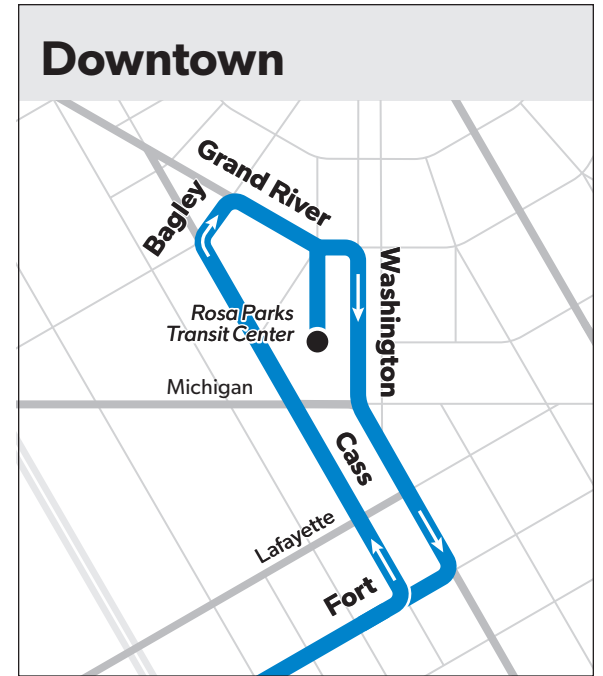 Downtown
Grand River
Bagley
Washington
Rosa Parks
Transit Center
Michigan
Cass
Lafayette
Fort